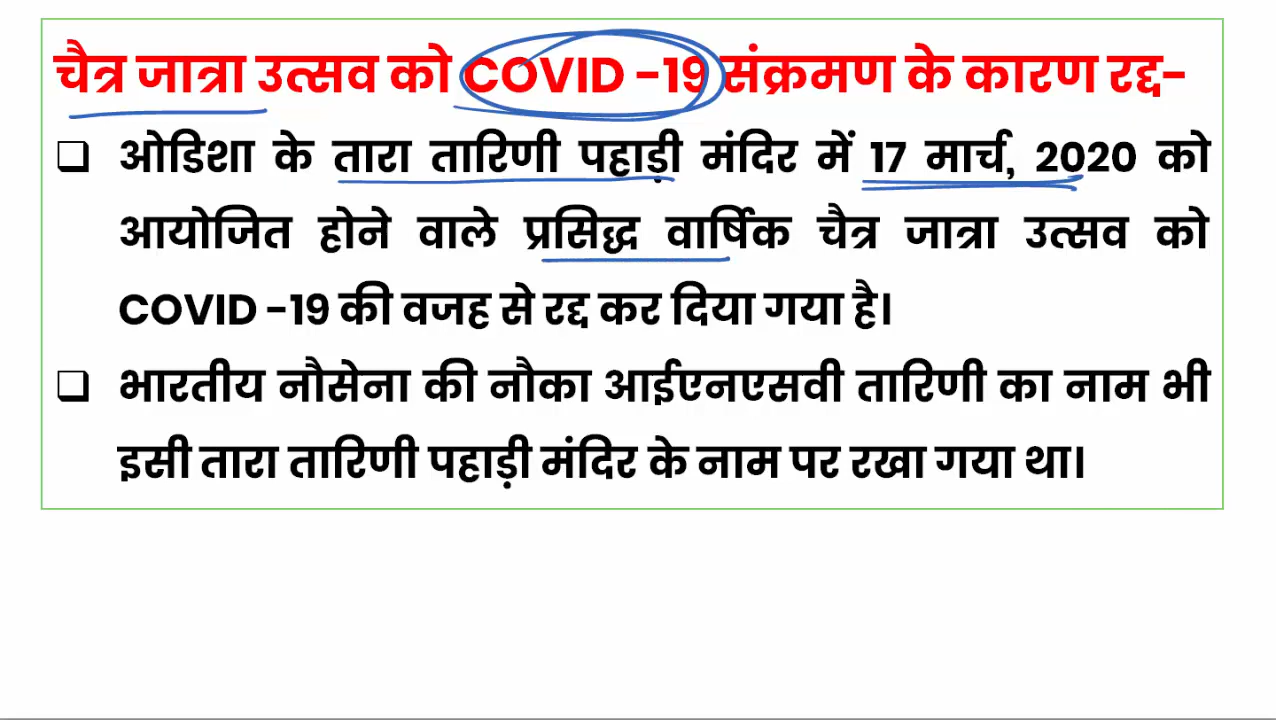 चैत्र जात्रा उत्सव को COVID -19 संक्रमण के कारण रद्द-
❑ ओडिशा के तारा तारिणी पहाड़ी मंदिर में 17 मार्च, 2020 को
आयोजित होने वाले प्रसिद्ध वार्षिक चैत्र जात्रा उत्सव को
COVID -19 की वजह से रद्द कर दिया गया है।
❑ भारतीय नौसेना की नौका आईएनएसवी तारिणी का नाम भी
इसी तारा तारिणी पहाड़ी मंदिर के नाम पर रखा गया था।